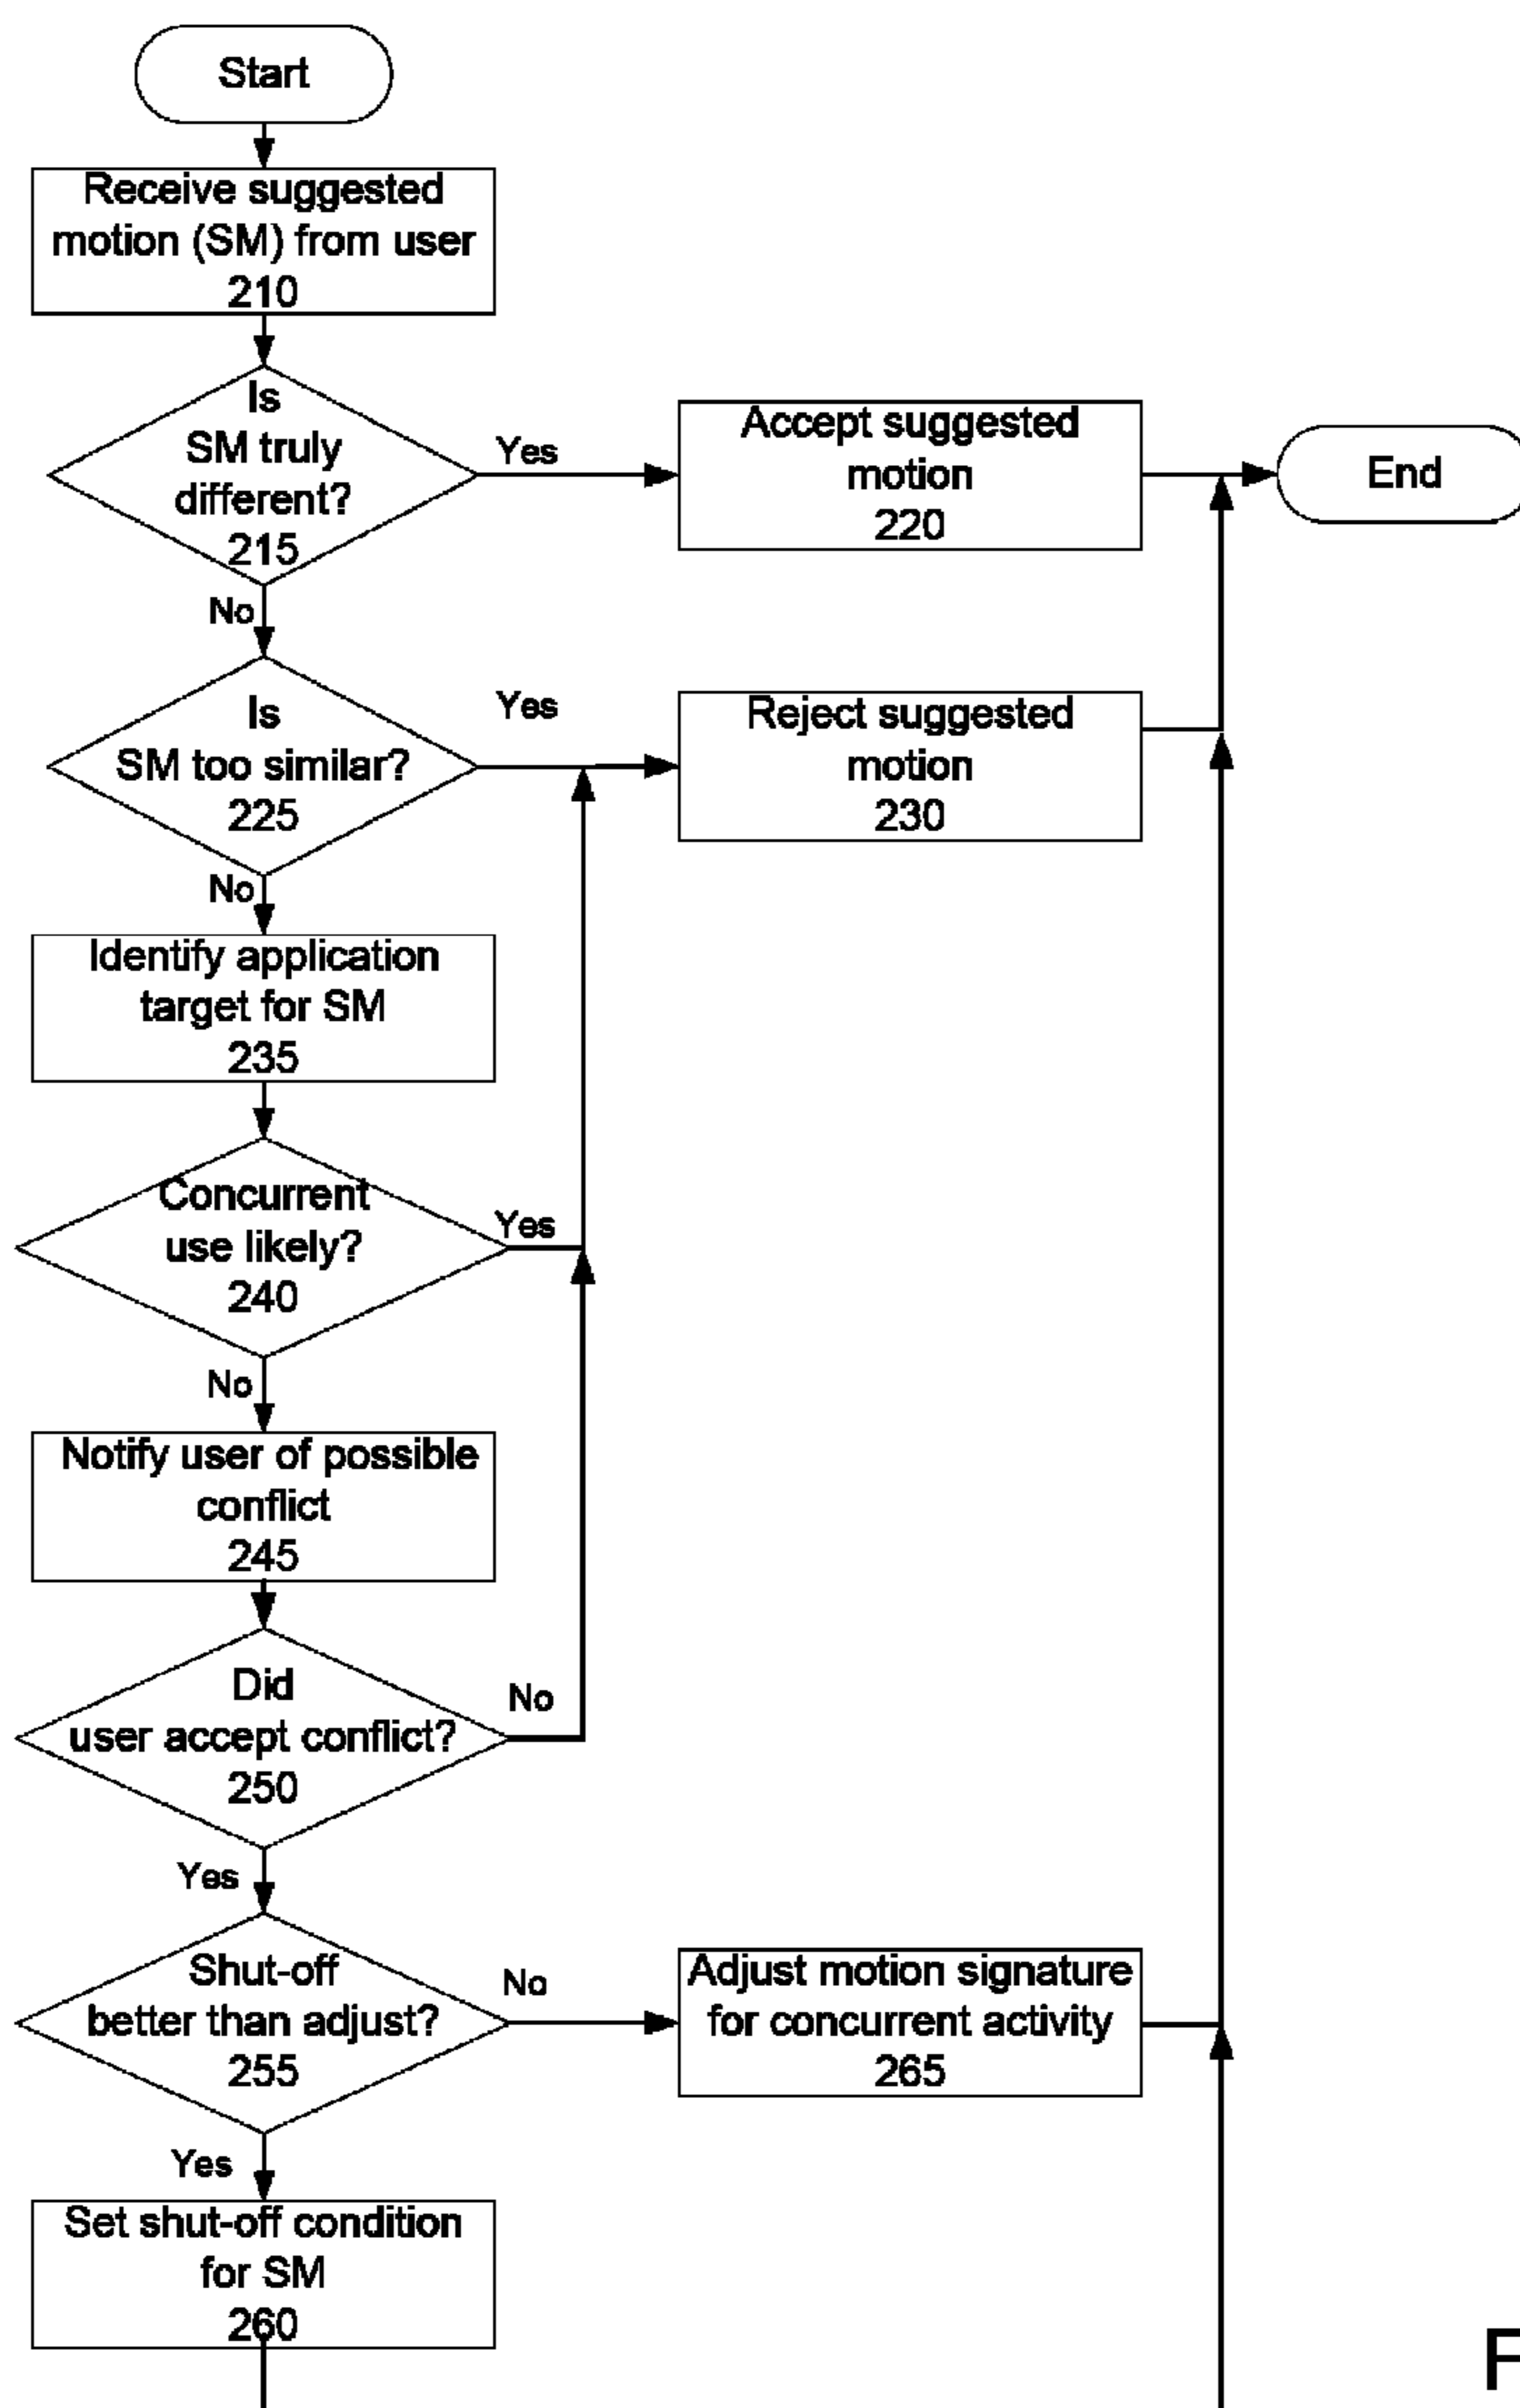 Start
Receive suggested
motion (SM) from user
210
Is
SM truly
different?
215
Yes
Accept suggested
motion
220
End
No
Is
SM too similar?
225
Yes
Reject suggested
motion
230
No
Identify application
target for SM
235
Concurrent
use likely?
240
Yes
No
Notify user of possible
conflict
245
Did
user accept conflict?
250
No
Yes
Shut-off
better than adjust?
255
No
Adjust motion signature
for concurrent activity
265
Yes
Set shut-off condition
for SM
260
F